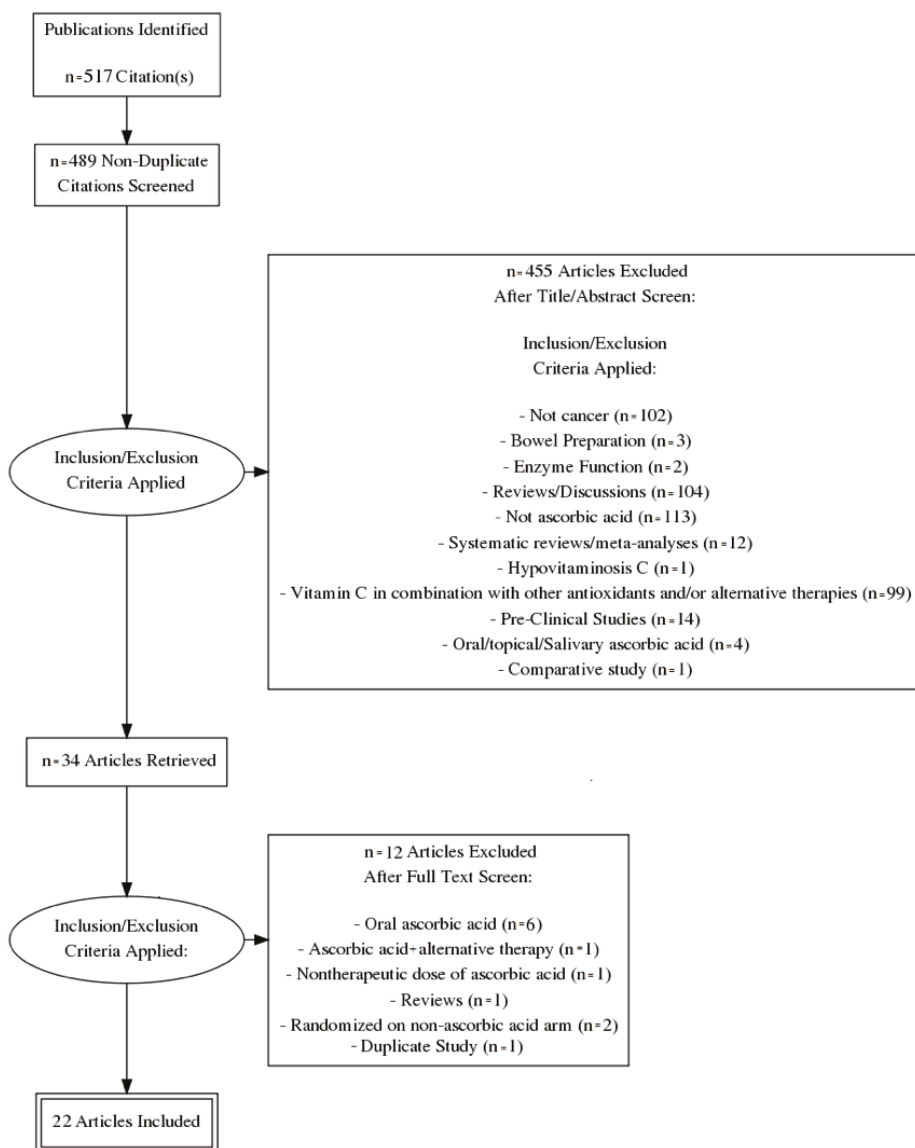 Publications Identified
n=517 Citation(s)
n=489 Non-Duplicate
Citations Screened
n=455 Articles Excluded
After Title/Abstract Screen:
Inclusion/Exclusion
Criteria Applied:
- Not cancer (n=102)
- Bowel Preparation (n=3)
- Enzyme Function (n=2)
- Reviews/Discussions (n=104)
- Not ascorbic acid (n=113)
- Systematic reviews/meta-analyses (n=12)
- Hypovitaminosis C (n=1)
- Vitamin C in combination with other antioxidants and/or alternative therapies (n=99)
- Pre-Clinical Studies (n=14)
- Oral/topical/Salivary ascorbic acid (n=4)
- Comparative study (n=1)
Inclusion/Exclusion
Criteria Applied
n=34 Articles Retrieved
n=12 Articles Excluded
After Full Text Screen:
- Oral ascorbic acid (n=6)
- Ascorbic acid+alternative therapy (n=1)
- Nontherapeutic dose of ascorbic acid (n=1)
- Reviews (n=1)
- Randomized on non-ascorbic acid arm (n=2)
- Duplicate Study (n=1)
Inclusion/Exclusion
Criteria Applied:
22 Articles Included